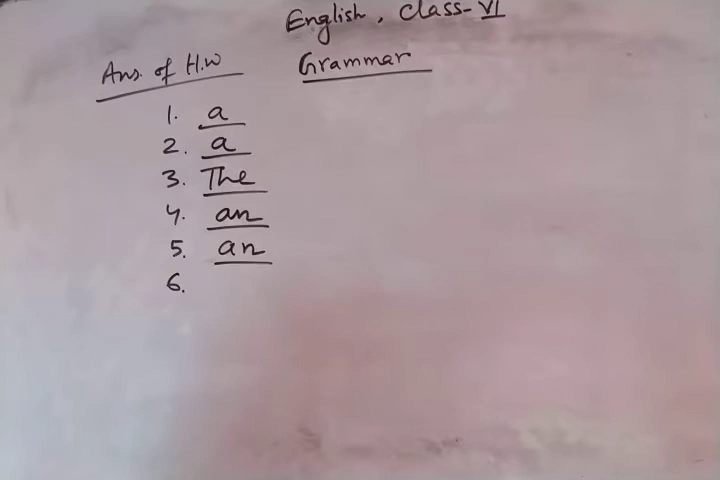 English, Class-VI
Ans. of H.W Grammar
1. a
2. a
3. The
4. an
5. an
6.